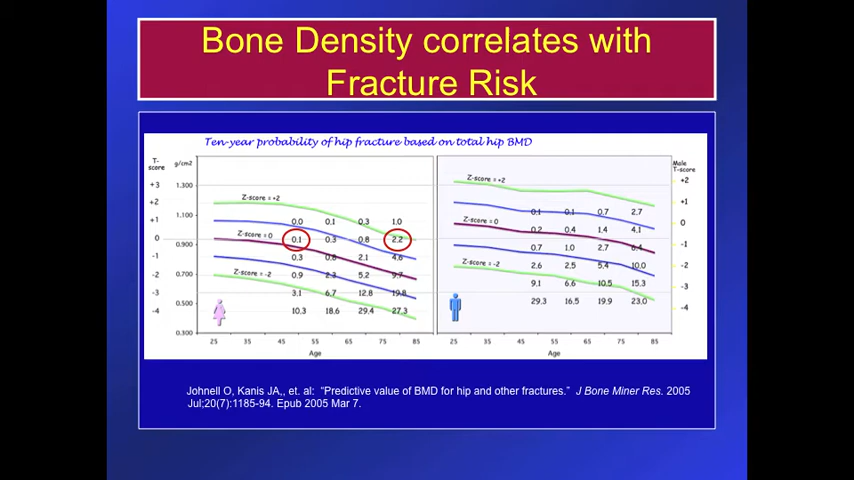 Bone Density correlates with
Fracture Risk
Ten-year probability of hip fracture based on total hip BMD
T-score
g/cm2
+3
+2
+1
0
-1
-2
-3
-4
1.300
1.100
0.900
0.700
0.500
0.300
Z-score = +2
Z-score = 0
Z-score = -2
0.0 0.1 0.3 1.0
0.1 0.3 0.8 2.2
0.3 0.8 2.1 4.6
0.9 2.3 5.2 9.7
3.1 6.7 12.8 19.8
10.3 18.6 29.4 27.3
25 35 45 55 65 75 85
Age
Male
T-score
+2
+1
0
-1
-2
-3
-4
Z-score = +2
Z-score = 0
Z-score = -2
0.1 0.1 0.7 2.7
0.2 0.4 1.4 4.1
0.7 1.0 2.7 6.4
2.6 2.5 5.4 10.0
9.1 6.6 10.5 15.3
29.3 16.5 19.9 23.0
25 35 45 55 65 75 85
Age
Johnell O, Kanis JA,, et. al: “Predictive value of BMD for hip and other fractures.” J Bone Miner Res. 2005
Jul;20(7):1185-94. Epub 2005 Mar 7.